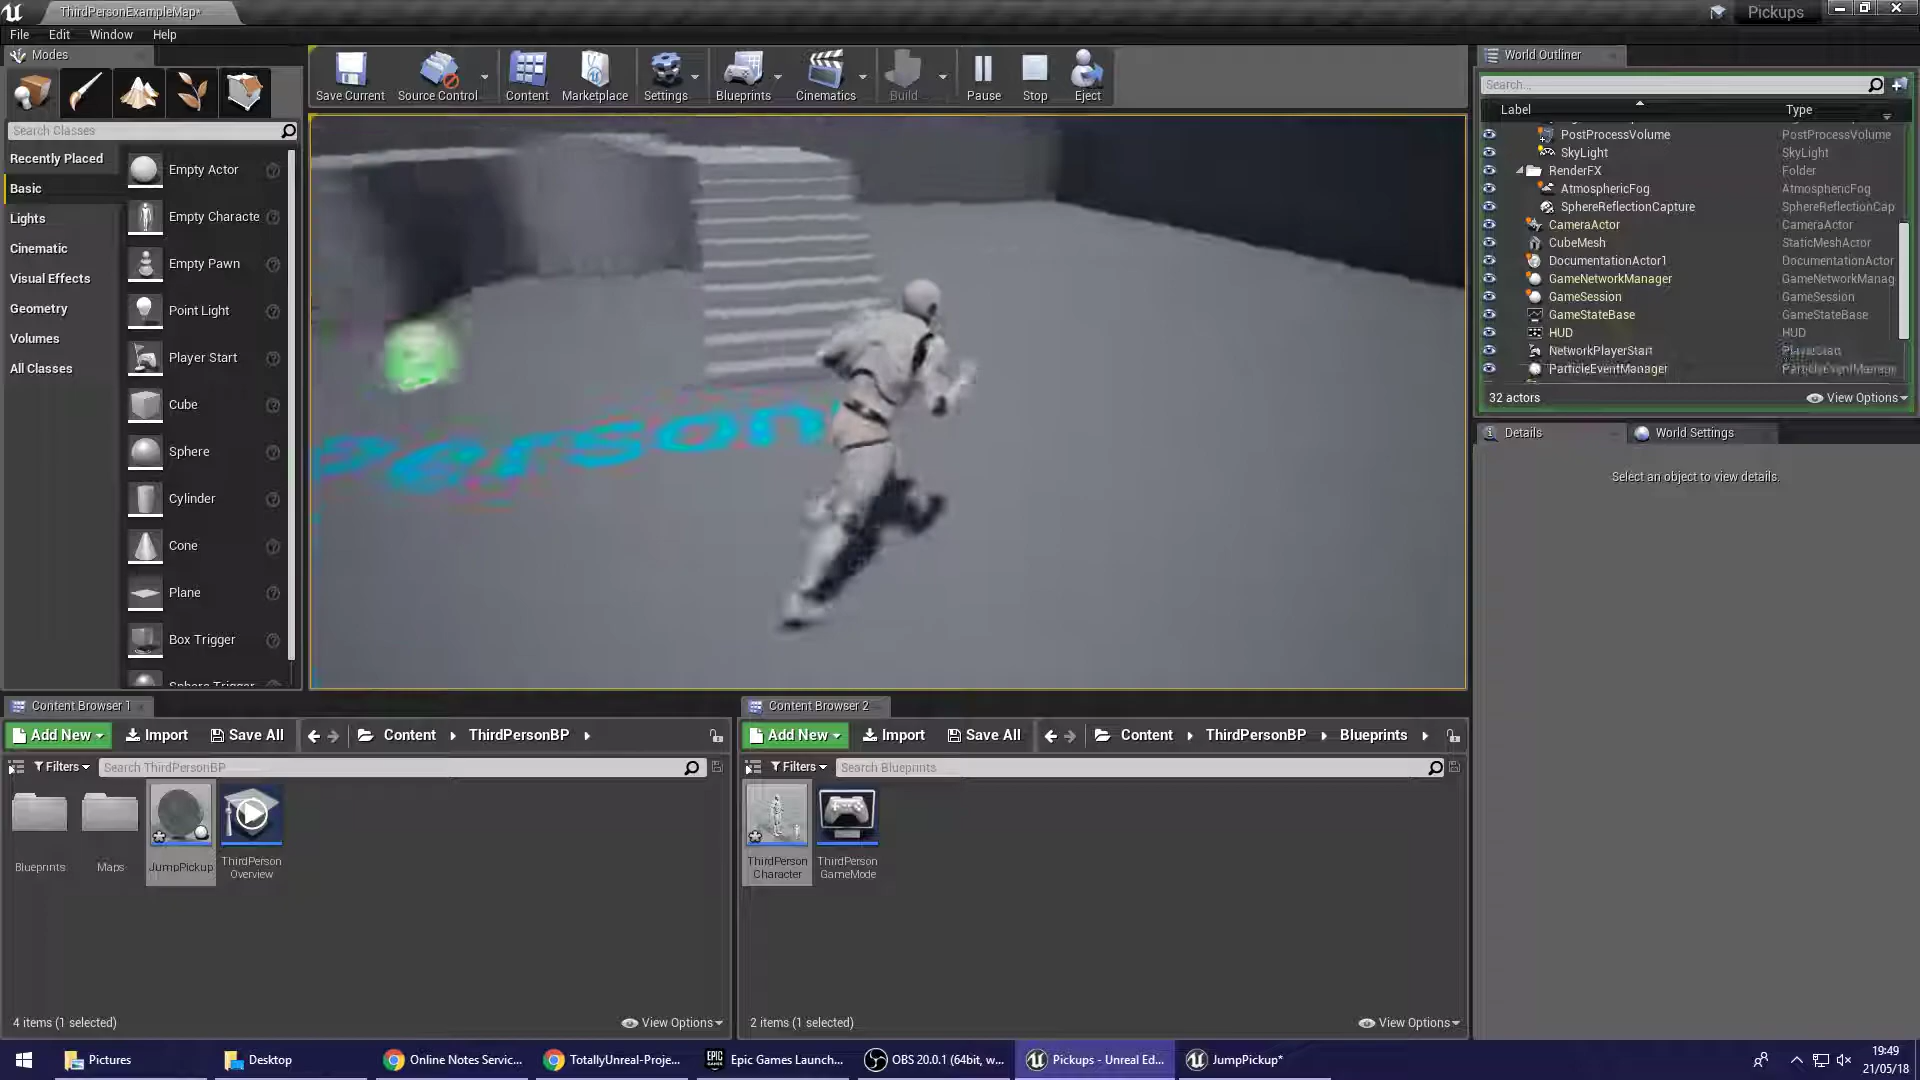 ThirdPersonExampleMap*
Pickups
File Edit Window Help
Modes
Save Current
Source Control
Content
Marketplace
Settings
Blueprints
Cinematics
Build
Pause
Stop
Eject
World Outliner
Search Classes
Search...
Label Type
Recently Placed
Basic
Lights
Cinematic
Visual Effects
Geometry
Volumes
All Classes
Empty Actor
Empty Characte
Empty Pawn
Point Light
Player Start
Cube
Sphere
Cylinder
Cone
Plane
Box Trigger
Sphere Trigger
Person
PostProcessVolume PostProcessVolume
SkyLight SkyLight
RenderFX Folder
AtmosphericFog AtmosphericFog
SphereReflectionCapture SphereReflectionCap
CameraActor CameraActor
CubeMesh StaticMeshActor
DocumentationActor1 DocumentationActor
GameNetworkManager GameNetworkManag
GameSession GameSession
GameStateBase GameStateBase
HUD HUD
NetworkPlayerStart PlayerStart
ParticleEventManager ParticleEventManager
32 actors View Options
Details World Settings
Select an object to view details.
Content Browser 1
Add New Import Save All Content ThirdPersonBP
Filters Search ThirdPersonBP
Blueprints
Maps
JumpPickup
ThirdPerson
Overview
4 items (1 selected) View Options
Content Browser 2
Add New Import Save All Content ThirdPersonBP Blueprints
Filters Search Blueprints
ThirdPerson
Character
ThirdPerson
GameMode
2 items (1 selected) View Options
Pictures
Desktop
Online Notes Servic...
TotallyUnreal-Proje...
EPIC GAMES
Epic Games Launch...
OBS 20.0.1 (64bit, w...
Pickups - Unreal Ed...
JumpPickup*
19:49
21/05/18